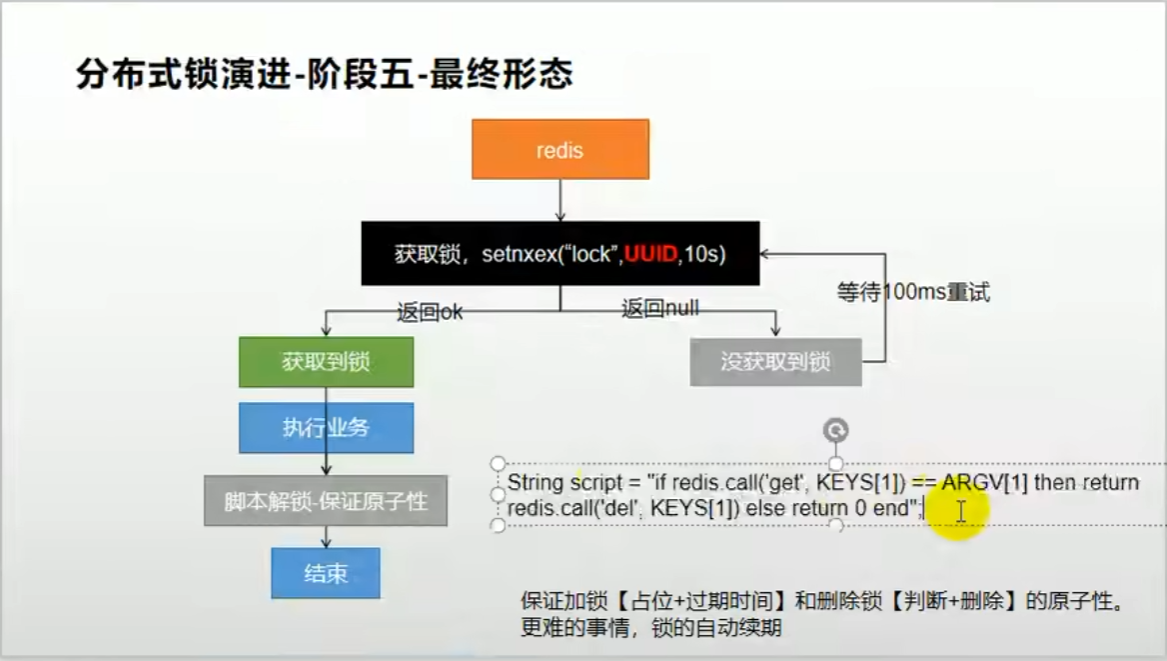 分布式锁演进-阶段五-最终形态
redis
获取锁，setnxex(“lock”,UUID,10s)
等待100ms重试
返回ok
返回null
获取到锁
没获取到锁
执行业务
String script = "if redis.call('get', KEYS[1]) == ARGV[1] then return
redis.call('del', KEYS[1]) else return 0 end";
脚本解锁-保证原子性
结束
保证加锁【占位+过期时间】和删除锁【判断+删除】的原子性。
更难的事情，锁的自动续期